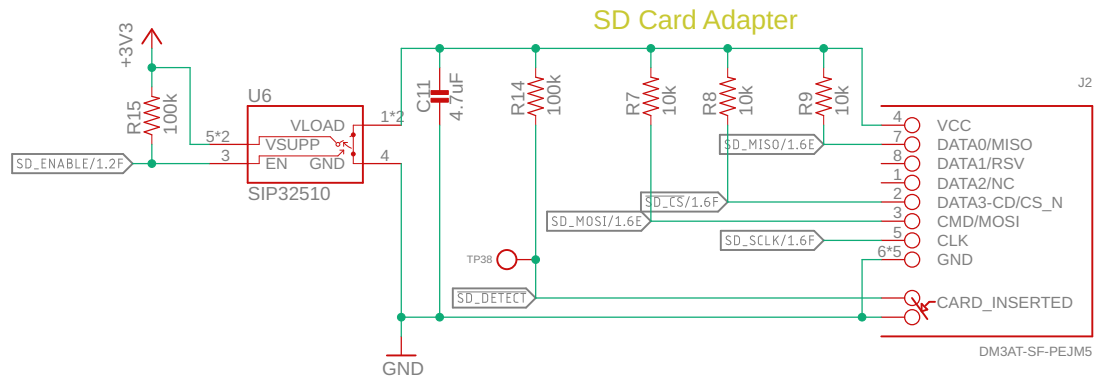 SD Card Adapter
+3V3
R15
100k
U6
VLOAD
VSUPP
EN
GND
1*2
5*2
3
4
SIP32510
SD_ENABLE/1.2F
C11
4.7uF
R14
100k
R7
10k
R8
10k
R9
10k
SD_MISO/1.6E
SD_CS/1.6F
SD_MOSI/1.6E
SD_SCLK/1.6F
TP38
SD_DETECT
GND
J2
4 VCC
7 DATA0/MISO
8 DATA1/RSV
1 DATA2/NC
2 DATA3-CD/CS_N
3 CMD/MOSI
5 CLK
6*5 GND
CARD_INSERTED
DM3AT-SF-PEJM5